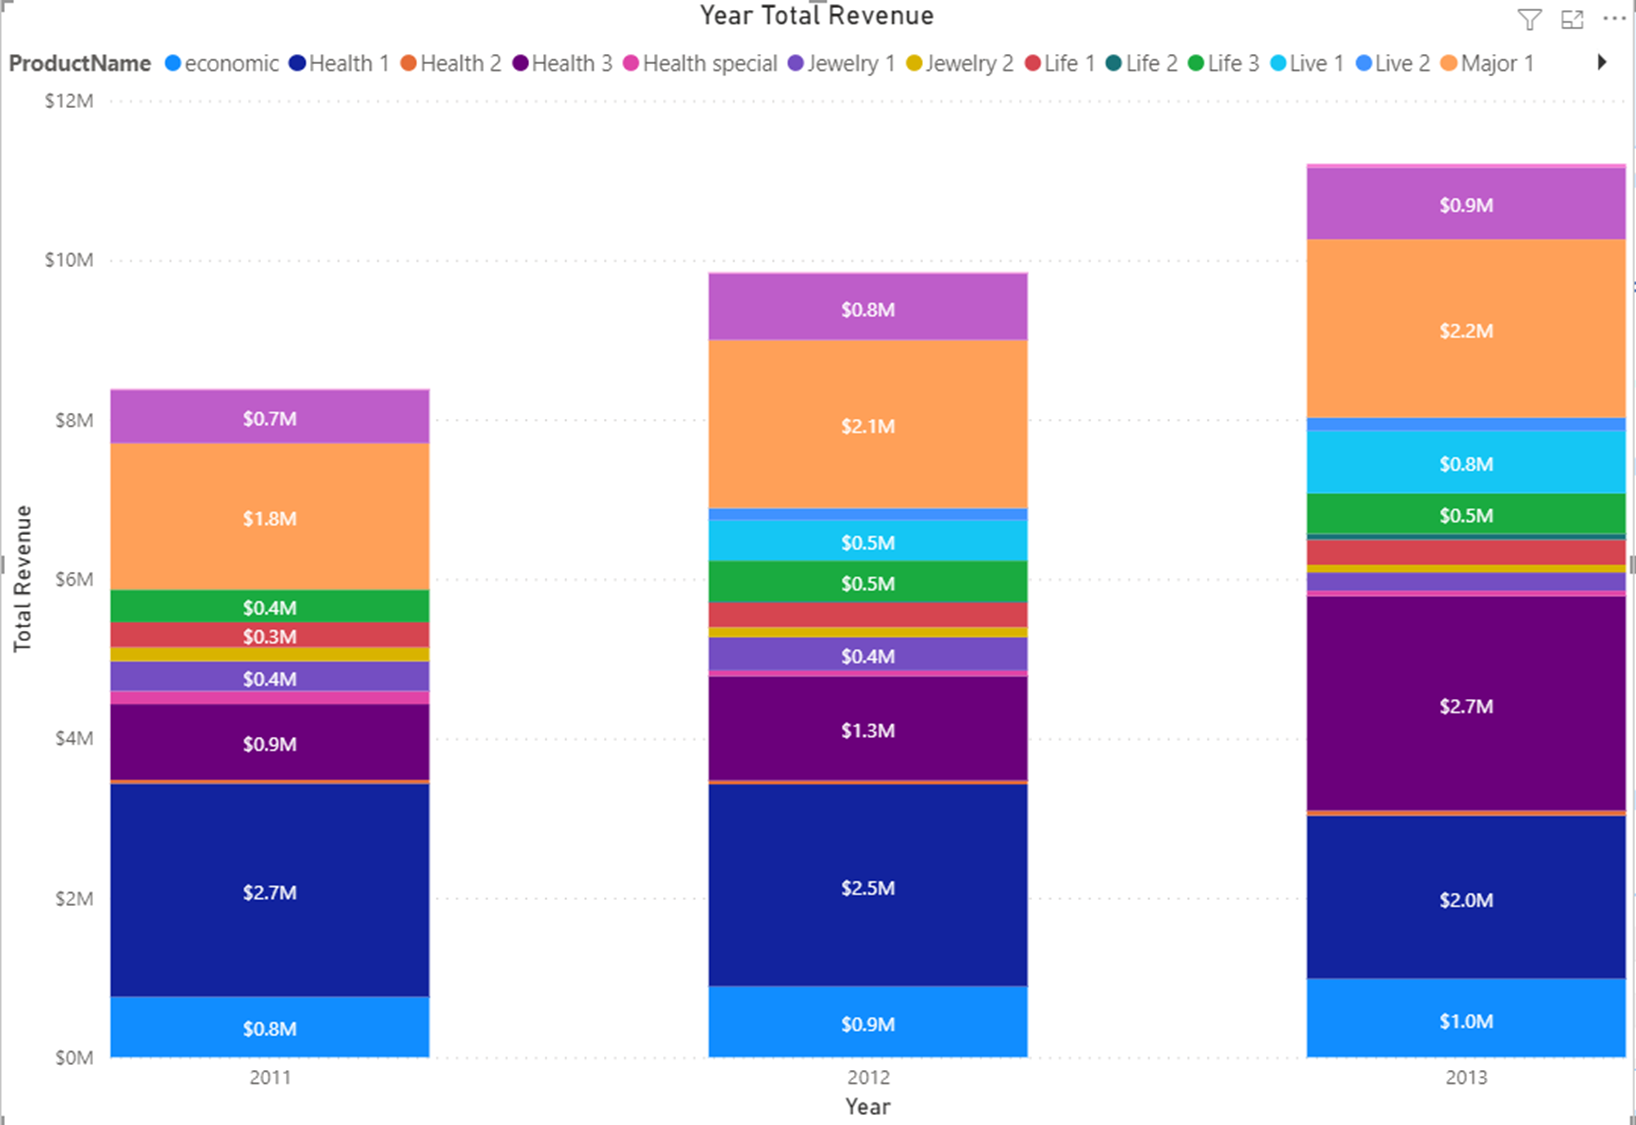 Year Total Revenue
ProductName economic Health 1 Health 2 Health 3 Health special Jewelry 1 Jewelry 2 Life 1 Life 2 Life 3 Live 1 Live 2 Major 1
$12M
$10M
$8M
$6M
$4M
$2M
$0M
Total Revenue
$0.7M
$1.8M
$0.4M
$0.3M
$0.4M
$0.9M
$2.7M
$0.8M
$0.8M
$2.1M
$0.5M
$0.5M
$0.4M
$1.3M
$2.5M
$0.9M
$0.9M
$2.2M
$0.8M
$0.5M
$2.7M
$2.0M
$1.0M
2011 2012 2013
Year